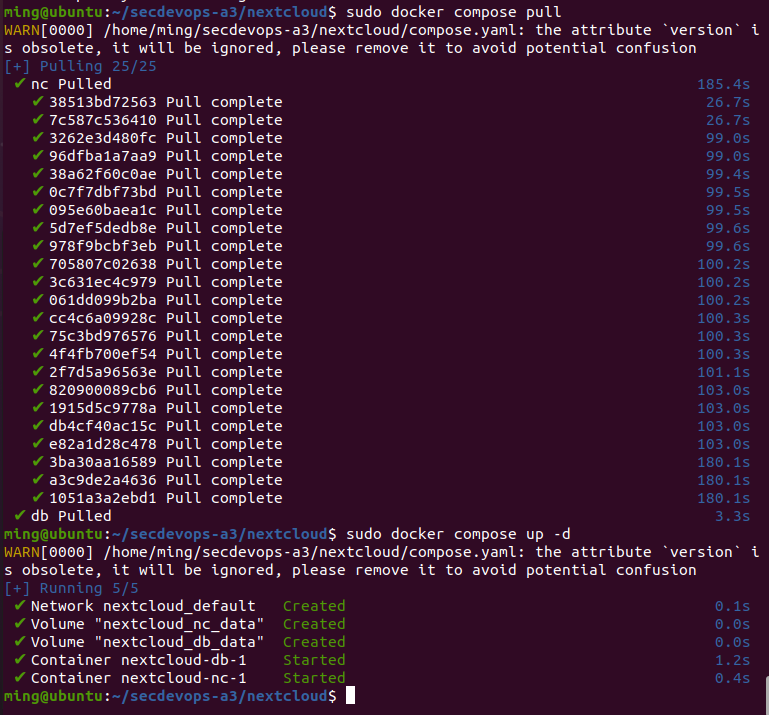 ming@ubuntu:~/secdevops-a3/nextcloud$ sudo docker compose pull
WARN[0000] /home/ming/secdevops-a3/nextcloud/compose.yaml: the attribute `version` i
s obsolete, it will be ignored, please remove it to avoid potential confusion
[+] Pulling 25/25
✔ nc Pulled 185.4s
✔ 38513bd72563 Pull complete 26.7s
✔ 7c587c536410 Pull complete 26.7s
✔ 3262e3d480fc Pull complete 99.0s
✔ 96dfba1a7aa9 Pull complete 99.0s
✔ 38a62f60c0ae Pull complete 99.4s
✔ 0c7f7dbf73bd Pull complete 99.5s
✔ 095e60baea1c Pull complete 99.5s
✔ 5d7ef5dedb8e Pull complete 99.6s
✔ 978f9bcbf3eb Pull complete 99.6s
✔ 705807c02638 Pull complete 100.2s
✔ 3c631ec4c979 Pull complete 100.2s
✔ 061dd099b2ba Pull complete 100.2s
✔ cc4c6a09928c Pull complete 100.3s
✔ 75c3bd976576 Pull complete 100.3s
✔ 4f4fb700ef54 Pull complete 100.3s
✔ 2f7d5a96563e Pull complete 101.1s
✔ 820900089cb6 Pull complete 103.0s
✔ 1915d5c9778a Pull complete 103.0s
✔ db4cf40ac15c Pull complete 103.0s
✔ e82a1d28c478 Pull complete 103.0s
✔ 3ba30aa16589 Pull complete 180.1s
✔ a3c9de2a4636 Pull complete 180.1s
✔ 1051a3a2ebd1 Pull complete 180.1s
✔ db Pulled 3.3s
ming@ubuntu:~/secdevops-a3/nextcloud$ sudo docker compose up -d
WARN[0000] /home/ming/secdevops-a3/nextcloud/compose.yaml: the attribute `version` i
s obsolete, it will be ignored, please remove it to avoid potential confusion
[+] Running 5/5
✔ Network nextcloud_default Created 0.1s
✔ Volume "nextcloud_nc_data" Created 0.0s
✔ Volume "nextcloud_db_data" Created 0.0s
✔ Container nextcloud-db-1 Started 1.2s
✔ Container nextcloud-nc-1 Started 0.4s
ming@ubuntu:~/secdevops-a3/nextcloud$